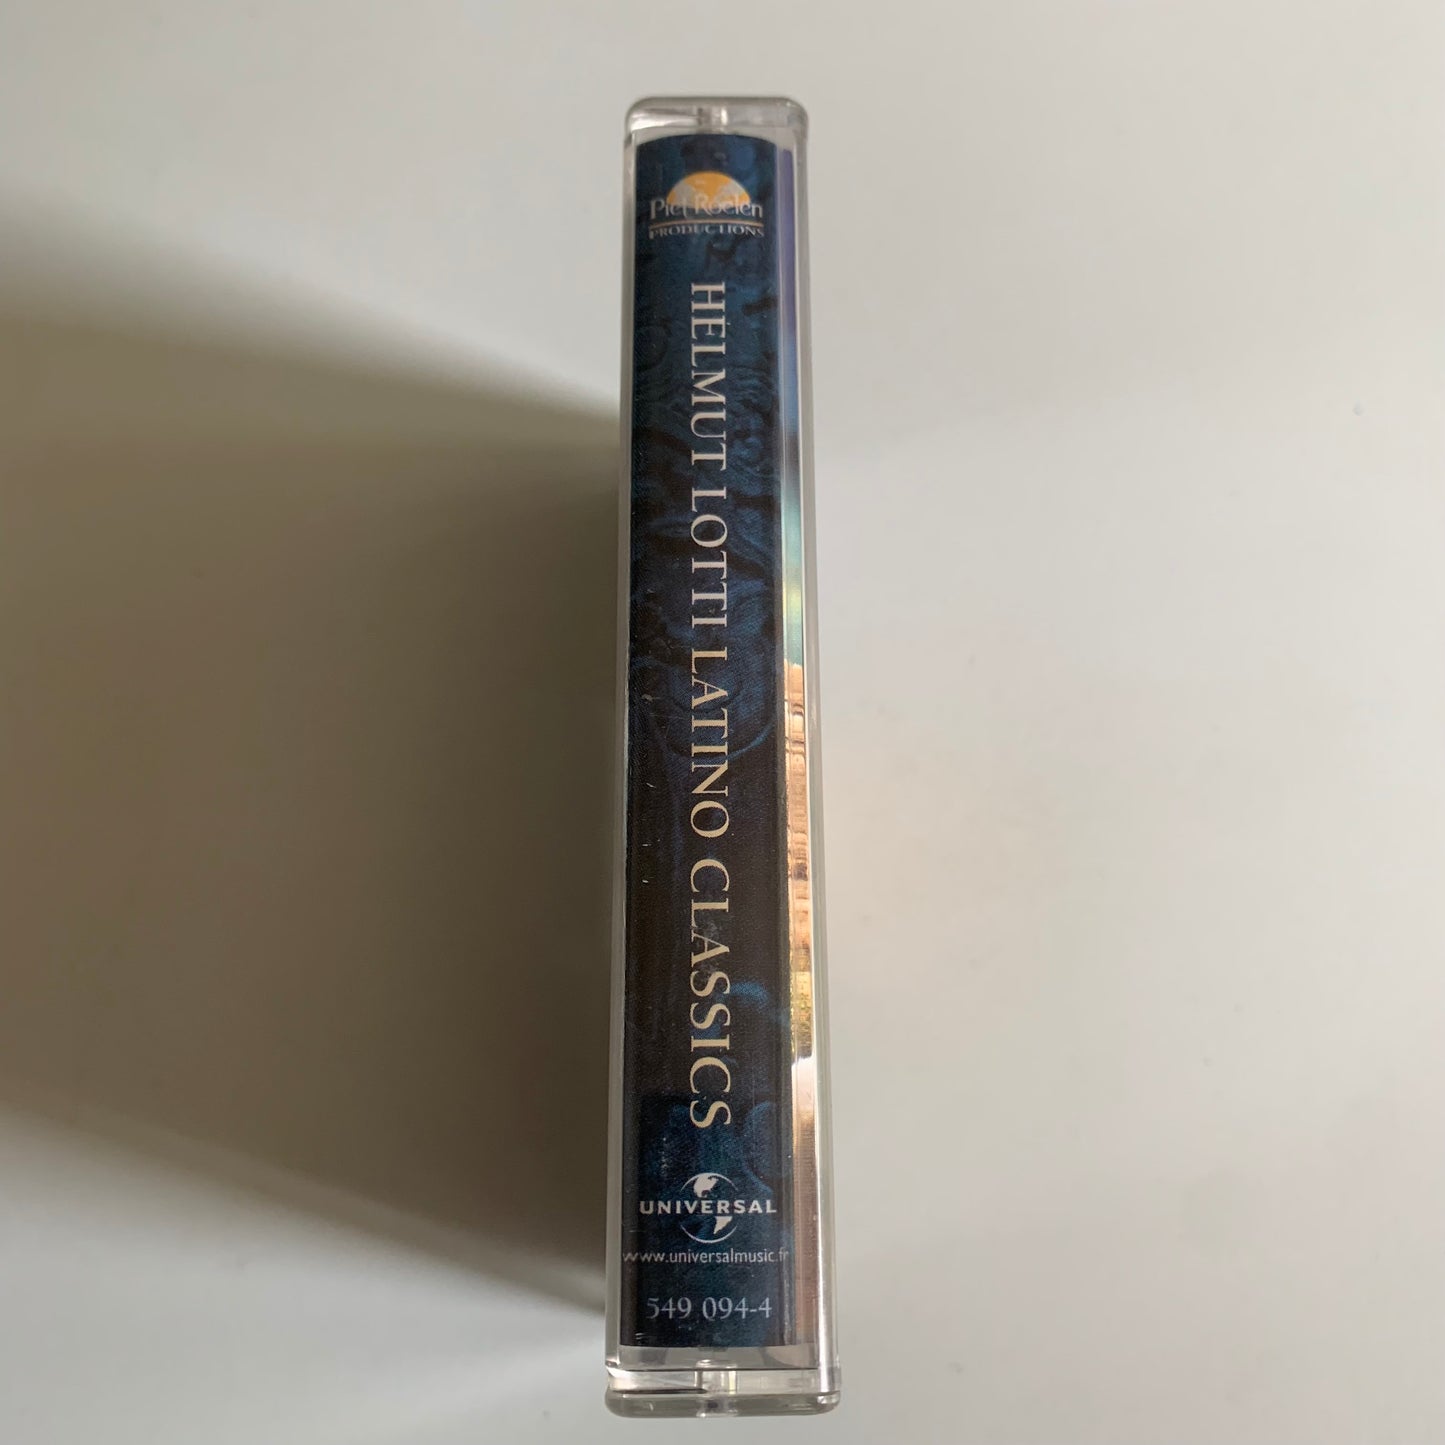 Piet Roelen
PRODUCTIONS
HELMUT LOTTI LATINO CLASSICS
UNIVERSAL
www.universalmusic.fr
549 094-4